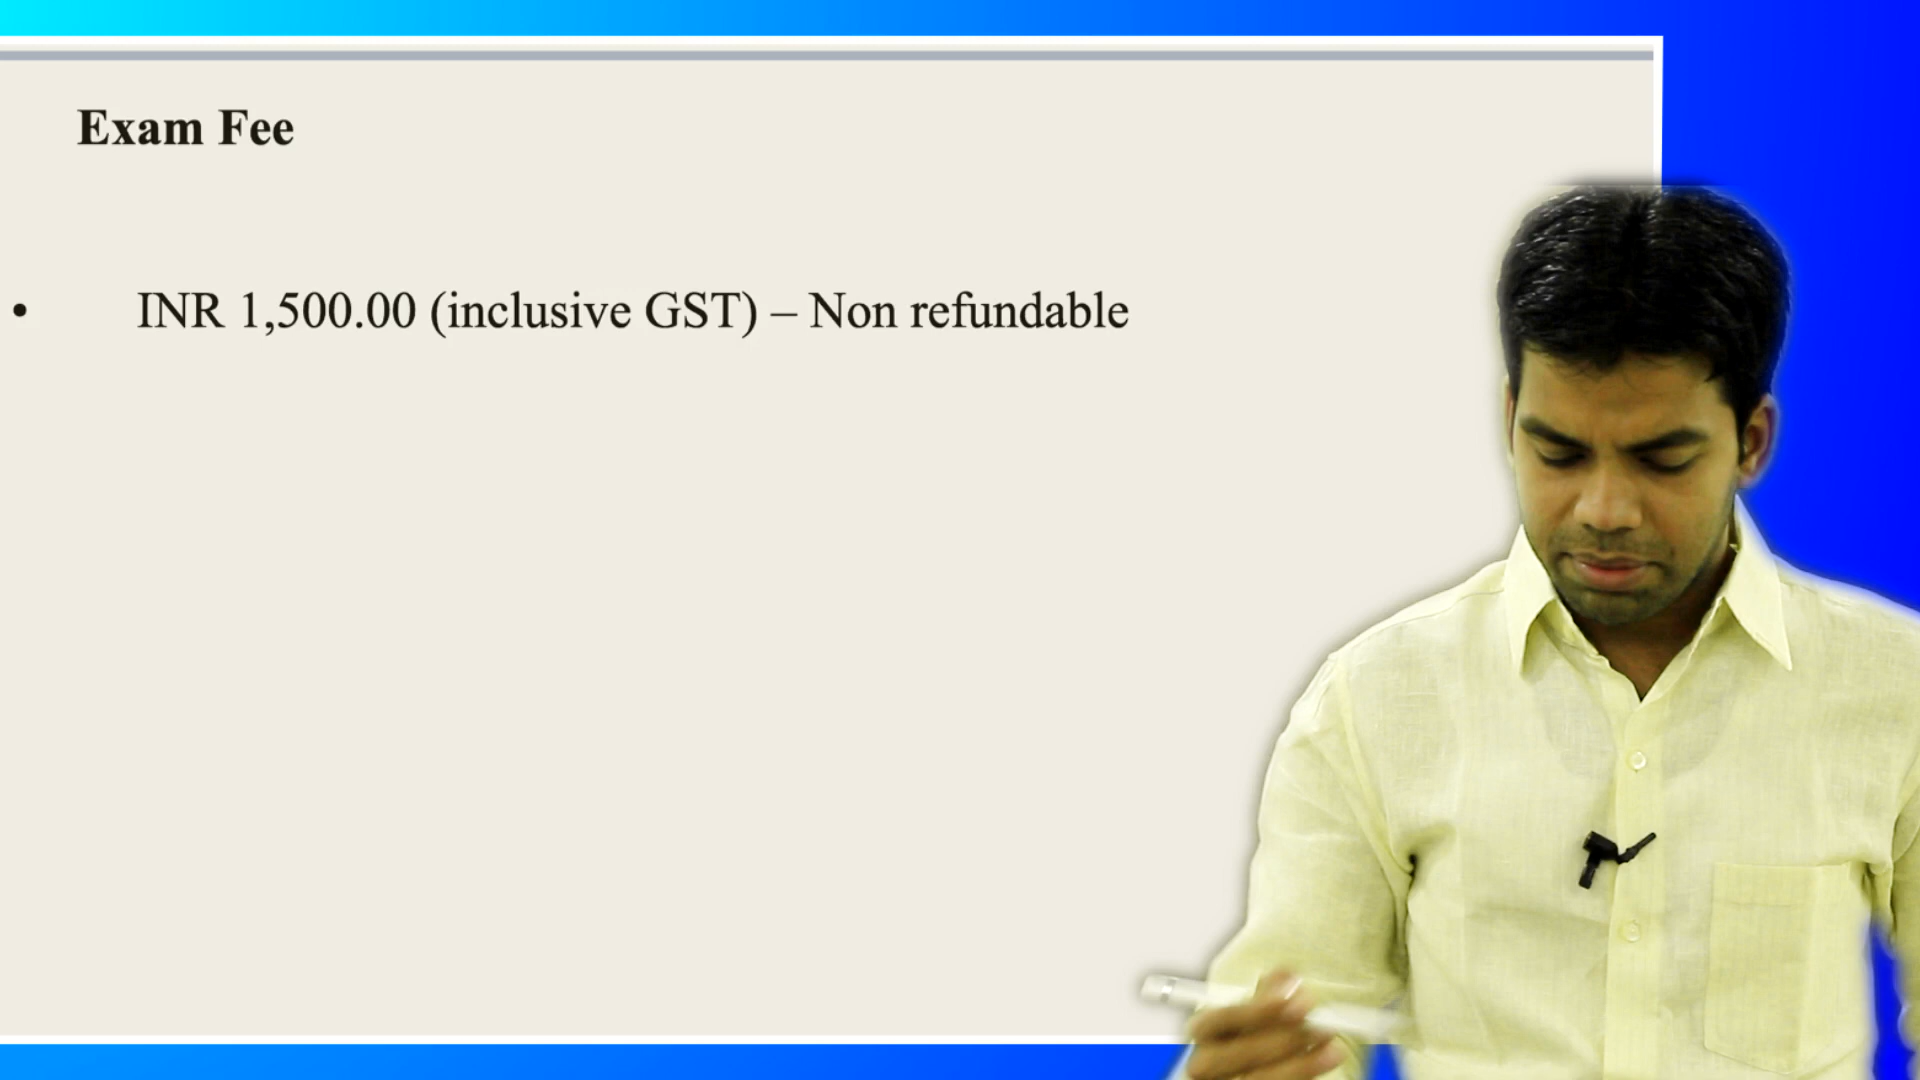 Exam Fee
• INR 1,500.00 (inclusive GST) – Non refundable